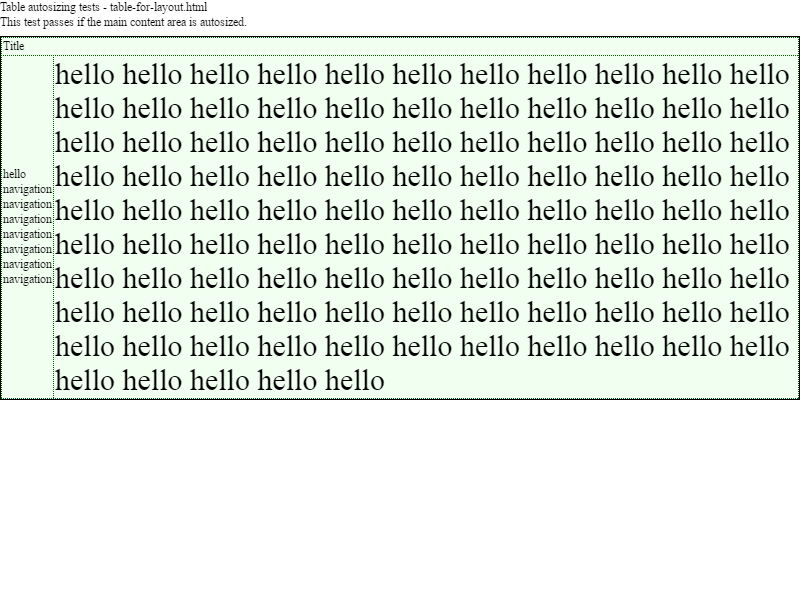 Table autosizing tests - table-for-layout.html
This test passes if the main content area is autosized.
Title
hello
navigation
navigation
navigation
navigation
navigation
navigation
navigation
hello hello hello hello hello hello hello hello hello hello hello
hello hello hello hello hello hello hello hello hello hello hello
hello hello hello hello hello hello hello hello hello hello hello
hello hello hello hello hello hello hello hello hello hello hello
hello hello hello hello hello hello hello hello hello hello hello
hello hello hello hello hello hello hello hello hello hello hello
hello hello hello hello hello hello hello hello hello hello hello
hello hello hello hello hello hello hello hello hello hello hello
hello hello hello hello hello hello hello hello hello hello hello
hello hello hello hello hello